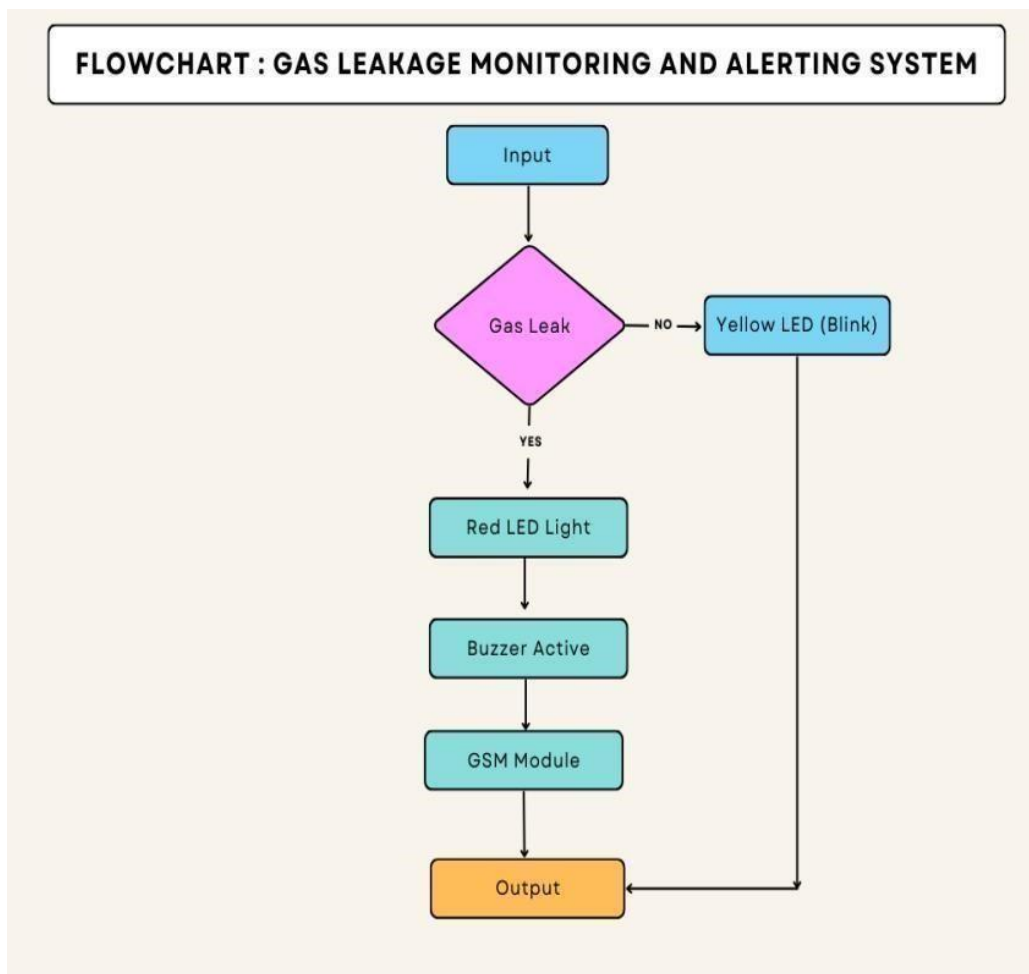 FLOWCHART : GAS LEAKAGE MONITORING AND ALERTING SYSTEM
Input
Gas Leak
NO
Yellow LED (Blink)
YES
Red LED Light
Buzzer Active
GSM Module
Output